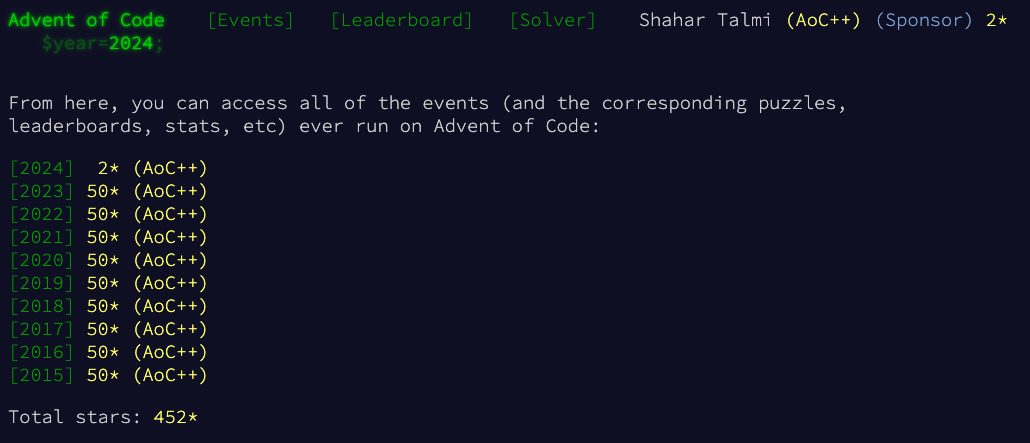 Advent of Code [Events] [Leaderboard] [Solver] Shahar Talmi (AoC++) (Sponsor) 2*
$year=2024;
From here, you can access all of the events (and the corresponding puzzles,
leaderboards, stats, etc) ever run on Advent of Code:
[2024] 2* (AoC++)
[2023] 50* (AoC++)
[2022] 50* (AoC++)
[2021] 50* (AoC++)
[2020] 50* (AoC++)
[2019] 50* (AoC++)
[2018] 50* (AoC++)
[2017] 50* (AoC++)
[2016] 50* (AoC++)
[2015] 50* (AoC++)
Total stars: 452*